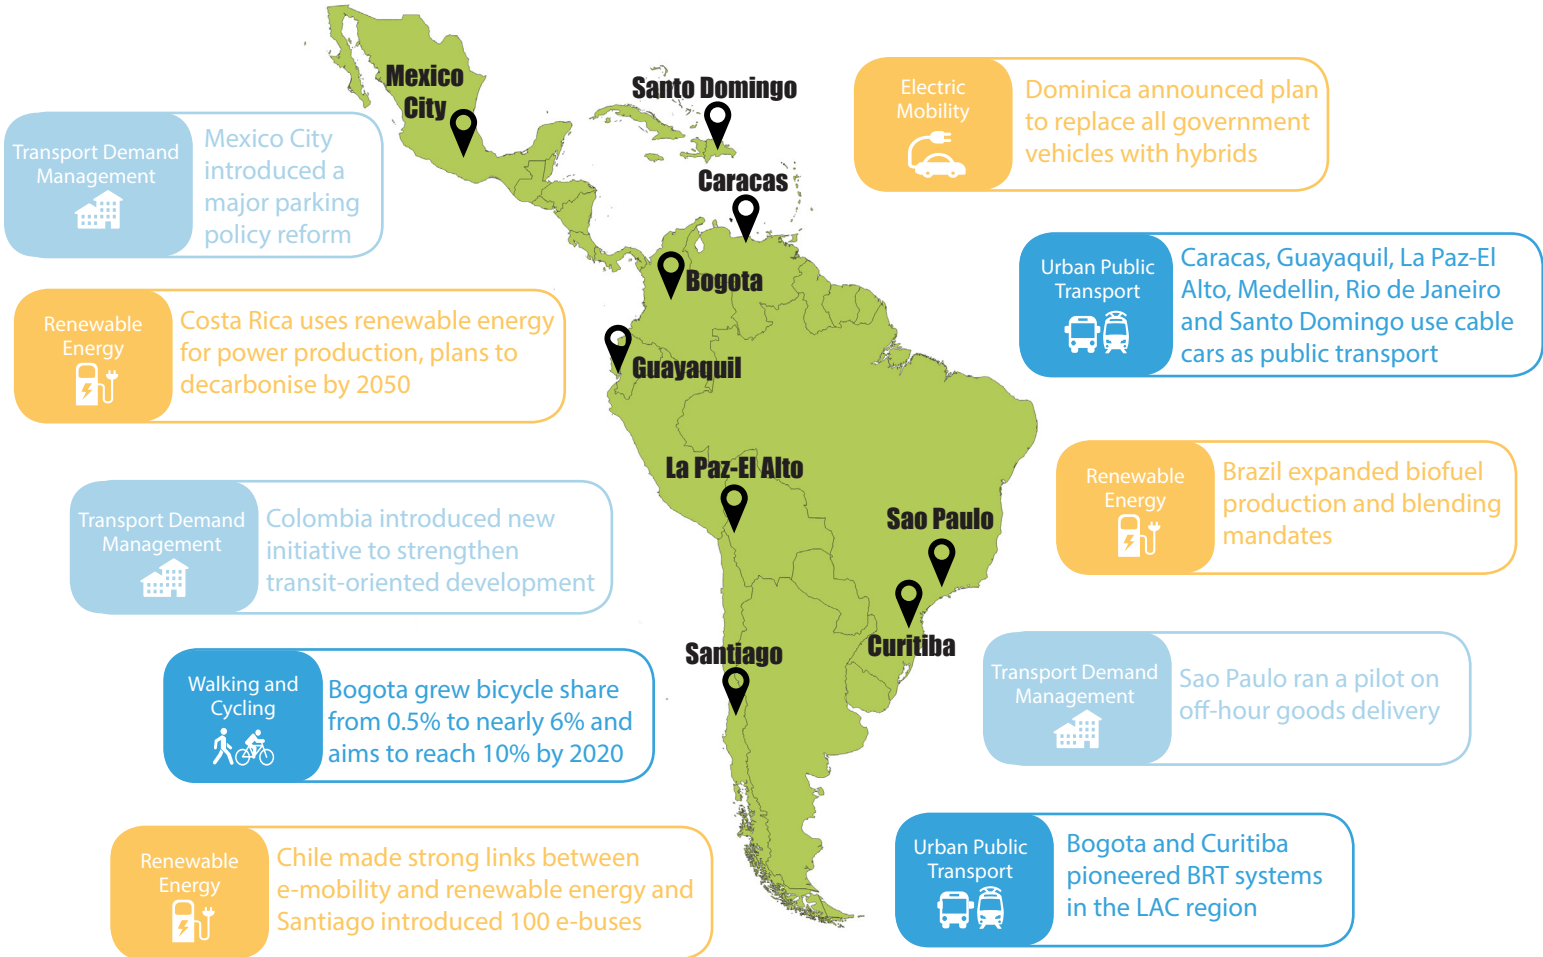 Mexico
City
Santo Domingo
Caracas
Bogota
Guayaquil
La Paz-El Alto
Sao Paulo
Curitiba
Santiago
Transport Demand
Management
Mexico City
introduced a
major parking
policy reform
Renewable
Energy
Costa Rica uses renewable energy
for power production, plans to
decarbonise by 2050
Transport Demand
Management
Colombia introduced new
initiative to strengthen
transit-oriented development
Walking and
Cycling
Bogota grew bicycle share
from 0.5% to nearly 6% and
aims to reach 10% by 2020
Renewable
Energy
Chile made strong links between
e-mobility and renewable energy and
Santiago introduced 100 e-buses
Electric
Mobility
Dominica announced plan
to replace all government
vehicles with hybrids
Urban Public
Transport
Caracas, Guayaquil, La Paz-El
Alto, Medellin, Rio de Janeiro
and Santo Domingo use cable
cars as public transport
Renewable
Energy
Brazil expanded biofuel
production and blending
mandates
Transport Demand
Management
Sao Paulo ran a pilot on
off-hour goods delivery
Urban Public
Transport
Bogota and Curitiba
pioneered BRT systems
in the LAC region